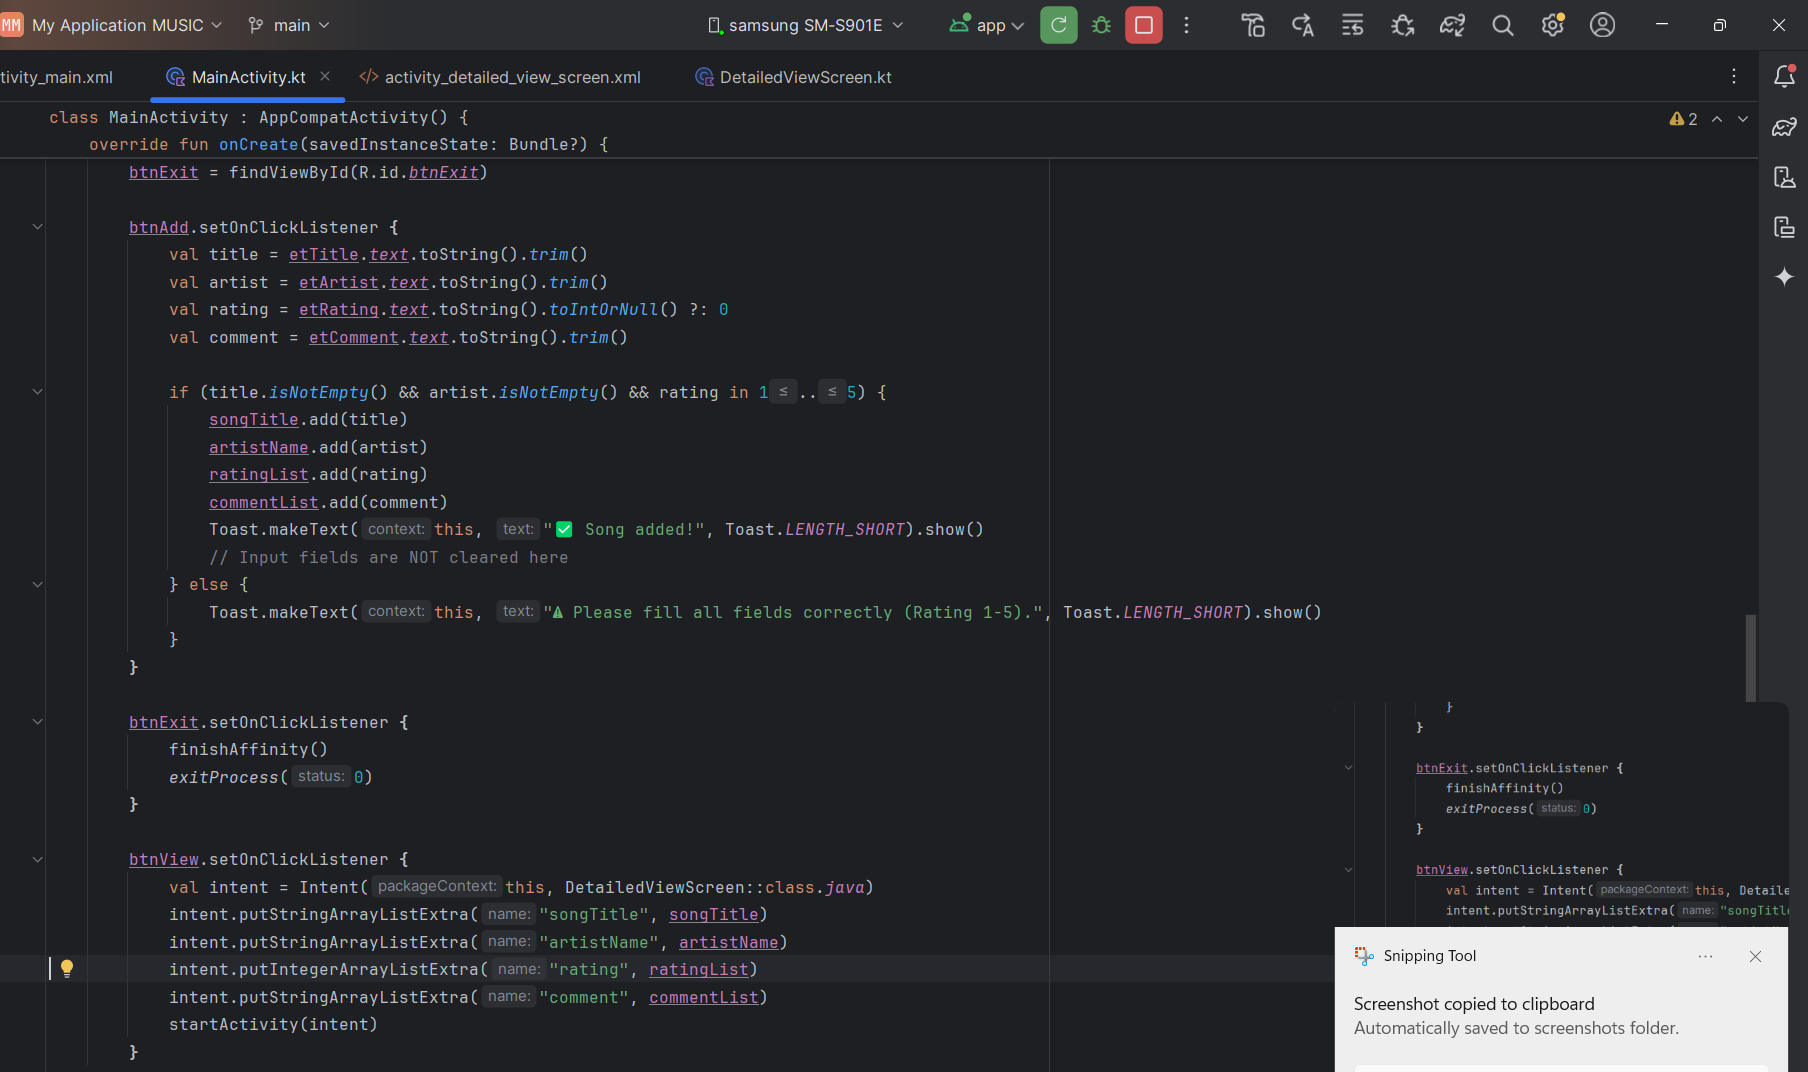 MM My Application MUSIC main samsung SM-S901E app
tivity_main.xml MainActivity.kt </> activity_detailed_view_screen.xml DetailedViewScreen.kt
class MainActivity : AppCompatActivity() {
2
override fun onCreate(savedInstanceState: Bundle?) {
btnExit = findViewById(R.id.btnExit)
btnAdd.setOnClickListener {
val title = etTitle.text.toString().trim()
val artist = etArtist.text.toString().trim()
val rating = etRating.text.toString().toIntOrNull() ?: 0
val comment = etComment.text.toString().trim()
if (title.isNotEmpty() && artist.isNotEmpty() && rating in 1 ≤ .. ≤ 5) {
songTitle.add(title)
artistName.add(artist)
ratingList.add(rating)
commentList.add(comment)
Toast.makeText( context: this, text: "✅ Song added!", Toast.LENGTH_SHORT).show()
// Input fields are NOT cleared here
} else {
Toast.makeText( context: this, text: "⚠ Please fill all fields correctly (Rating 1-5).", Toast.LENGTH_SHORT).show()
}
}
btnExit.setOnClickListener {
finishAffinity()
exitProcess( status: 0)
}
btnView.setOnClickListener {
val intent = Intent( packageContext: this, DetailedViewScreen::class.java)
intent.putStringArrayListExtra( name: "songTitle", songTitle)
intent.putStringArrayListExtra( name: "artistName", artistName)
intent.putIntegerArrayListExtra( name: "rating", ratingList)
intent.putStringArrayListExtra( name: "comment", commentList)
startActivity(intent)
}
}
}
btnExit.setOnClickListener {
finishAffinity()
exitProcess( status: 0)
}
btnView.setOnClickListener {
val intent = Intent( packageContext: this, Detaile
intent.putStringArrayListExtra( name: "songTitle
Snipping Tool
Screenshot copied to clipboard
Automatically saved to screenshots folder.